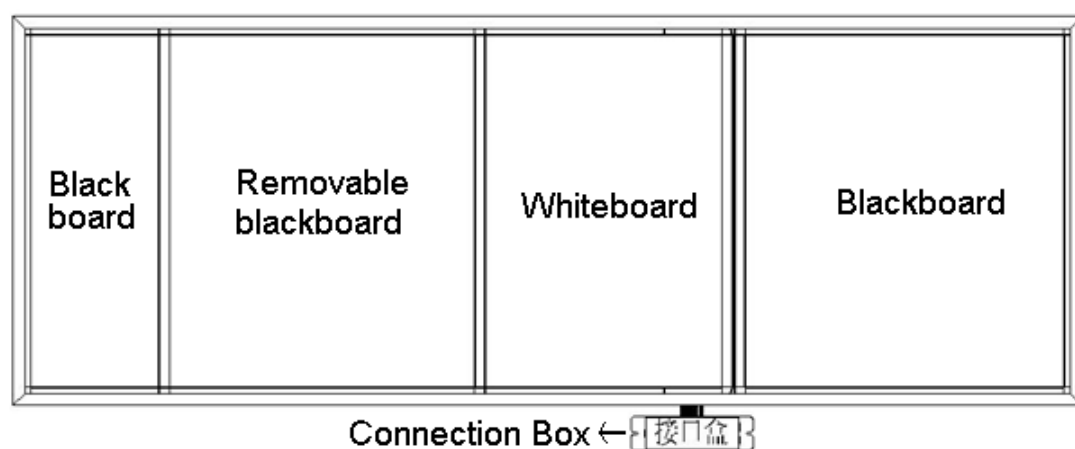 Black
board
Removable
blackboard
Whiteboard
Blackboard
Connection Box ← 接口盒